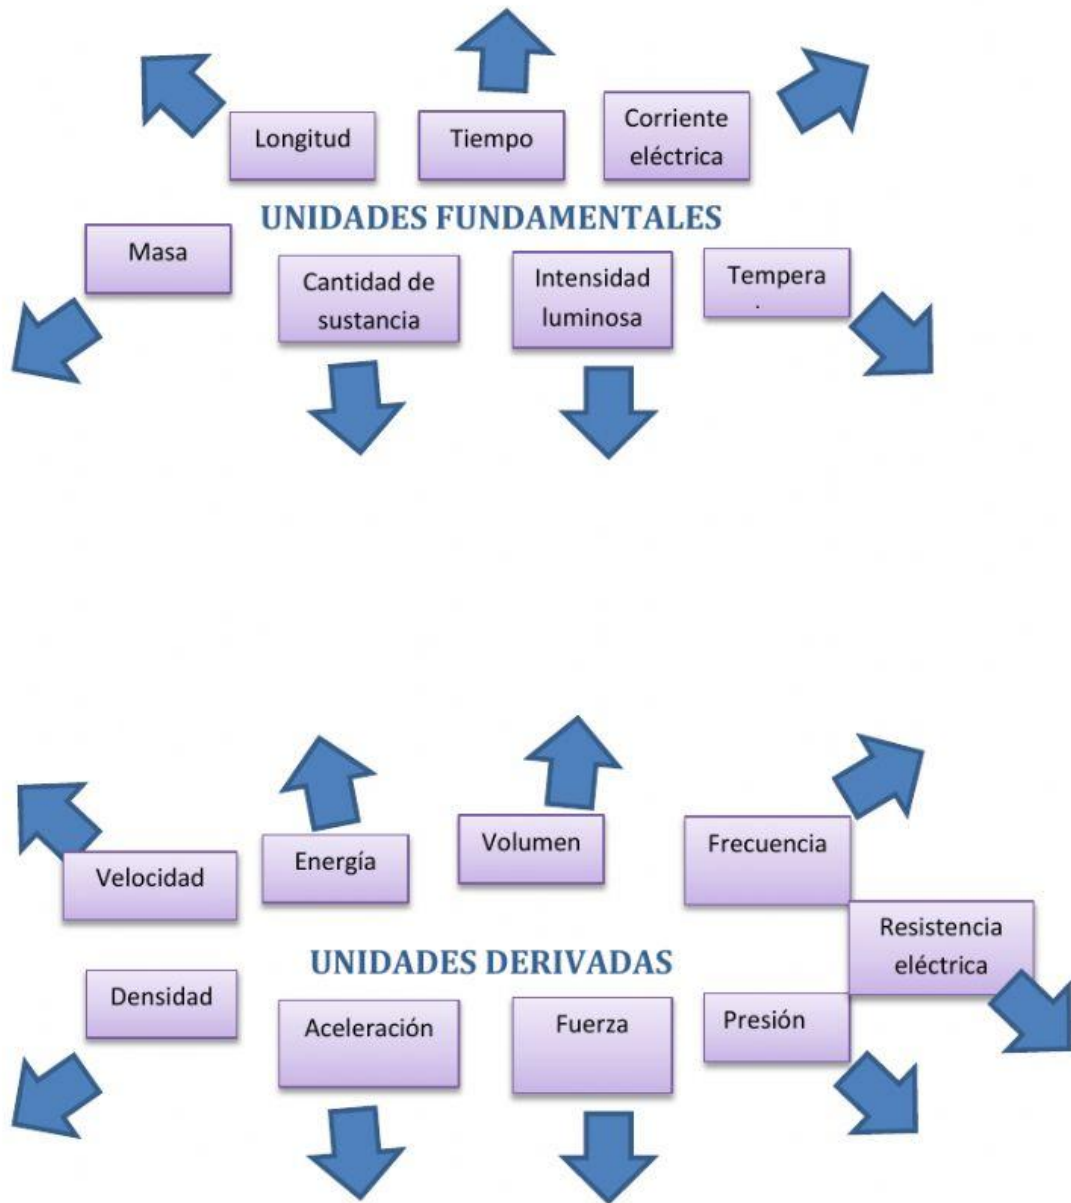 Longitud
Tiempo
Corriente
eléctrica
UNIDADES FUNDAMENTALES
Masa
Cantidad de
sustancia
Intensidad
luminosa
Tempera
Velocidad
Energía
Volumen
Frecuencia
Resistencia
eléctrica
UNIDADES DERIVADAS
Densidad
Aceleración
Fuerza
Presión